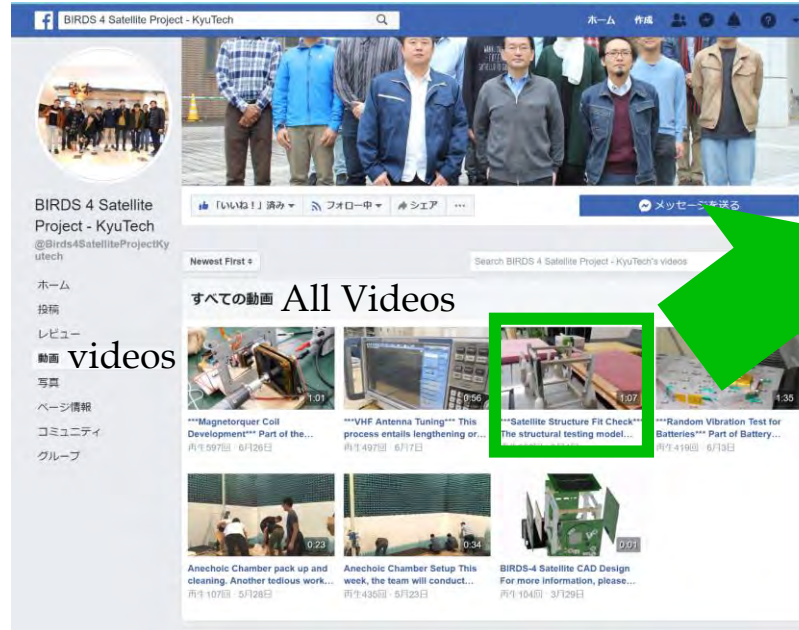 BIRDS 4 Satellite Project - KyuTech
ホーム 作成
BIRDS 4 Satellite
Project - KyuTech
@Birds4SatelliteProjectKy
utech
「いいね！」済み フォロー中 シェア ...
メッセージを送る
Newest First
Search BIRDS 4 Satellite Project - KyuTech's videos
ホーム
投稿
レビュー
動画 videos
写真
ページ情報
コミュニティ
グループ
すべての動画 All Videos
1:01
0:56
1:07
1:35
***Magnetorquer Coil
Development*** Part of the...
再生597回 · 6月26日
***VHF Antenna Tuning*** This
process entails lengthening or...
再生497回 · 6月7日
***Satellite Structure Fit Check***
The structural testing model...
***Random Vibration Test for
Batteries*** Part of Battery...
再生419回 · 6月3日
0:23
0:34
0:01
Anechoic Chamber pack up and
cleaning. Another tedious work...
再生107回 · 5月28日
Anechoic Chamber Setup This
week, the team will conduct...
再生435回 · 5月23日
BIRDS-4 Satellite CAD Design
For more information, please...
再生104回 · 3月29日